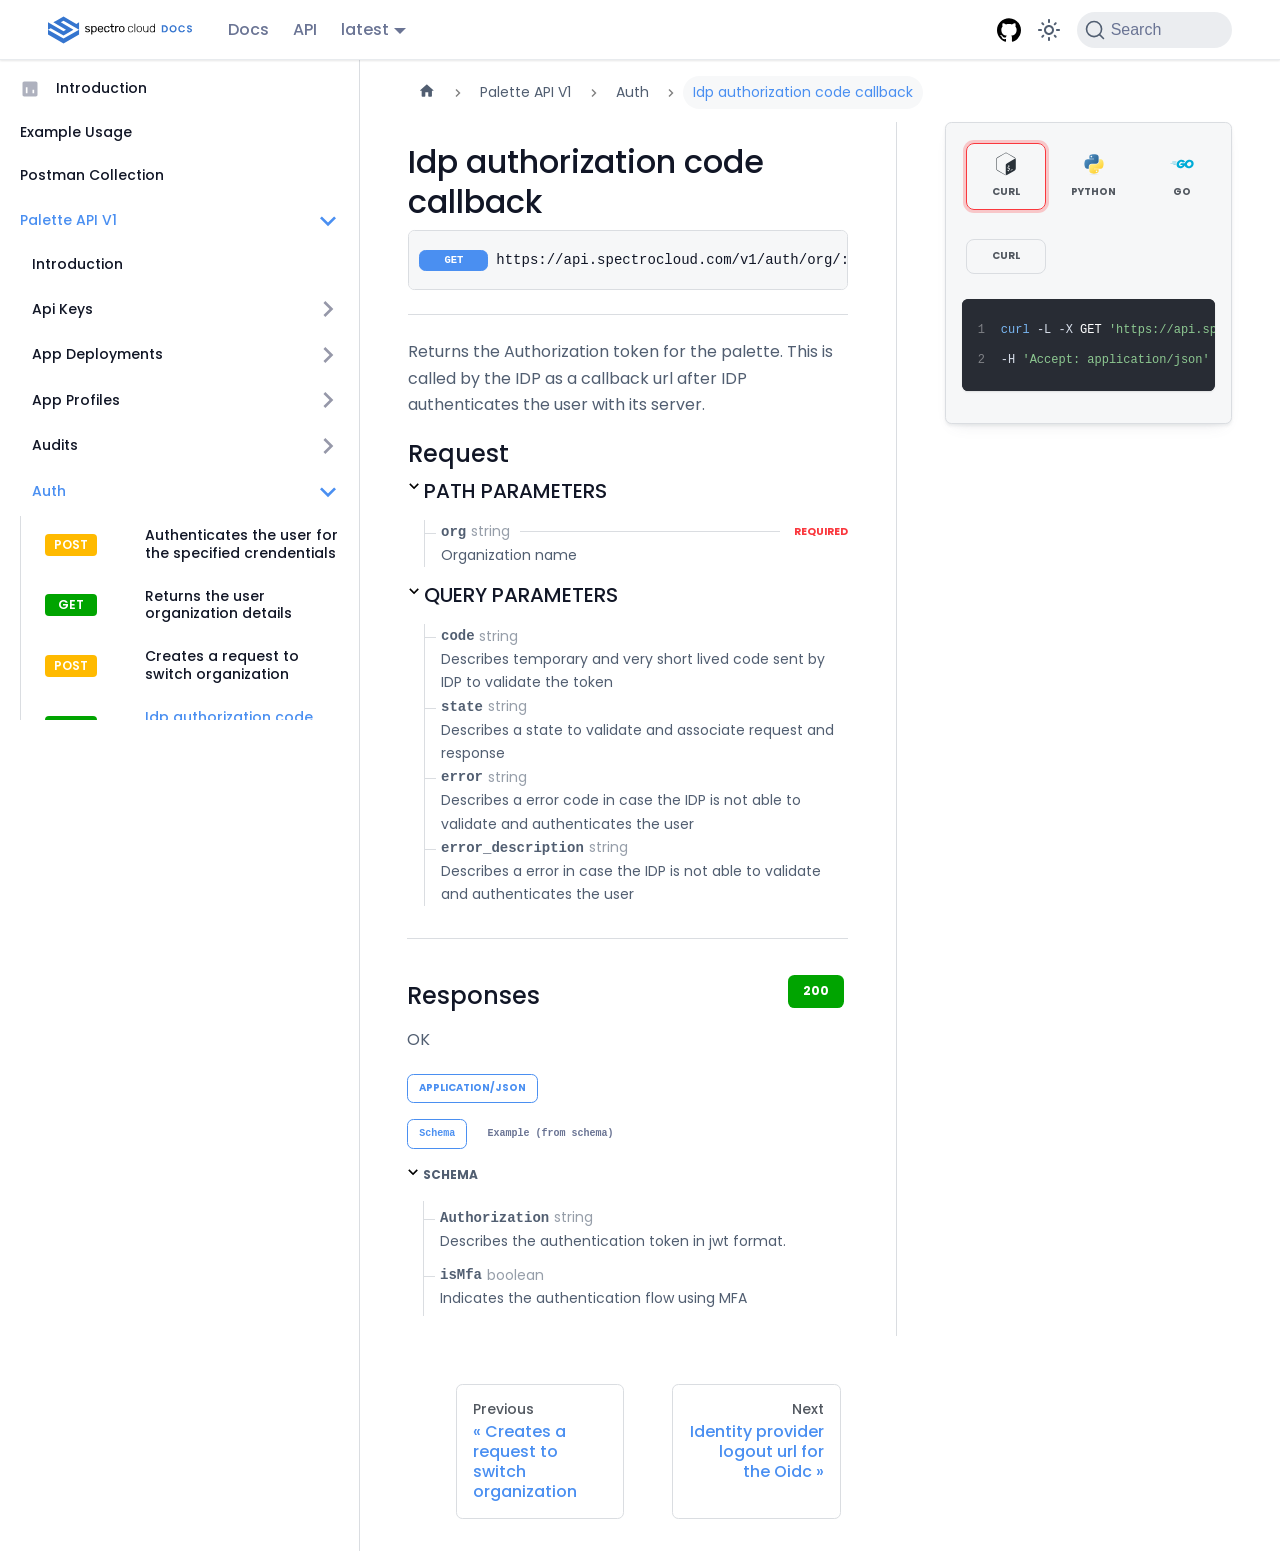 spectro cloud DOCS
Docs
API
latest
Search
Introduction
Example Usage
Postman Collection
Palette API V1
Introduction
Api Keys
App Deployments
App Profiles
Audits
Auth
POST Authenticates the user for
the specified crendentials
GET Returns the user
organization details
POST Creates a request to
switch organization
Idp authorization code
Palette API V1
Auth
Idp authorization code callback
Idp authorization code
callback
GET https://api.spectrocloud.com/v1/auth/org/:
Returns the Authorization token for the palette. This is
called by the IDP as a callback url after IDP
authenticates the user with its server.
Request
PATH PARAMETERS
org string REQUIRED
Organization name
QUERY PARAMETERS
code string
Describes temporary and very short lived code sent by
IDP to validate the token
state string
Describes a state to validate and associate request and
response
error string
Describes a error code in case the IDP is not able to
validate and authenticates the user
error_description string
Describes a error in case the IDP is not able to validate
and authenticates the user
Responses
200
OK
APPLICATION/JSON
Schema Example (from schema)
SCHEMA
Authorization string
Describes the authentication token in jwt format.
isMfa boolean
Indicates the authentication flow using MFA
Previous
« Creates a
request to
switch
organization
Next
Identity provider
logout url for
the Oidc »
CURL PYTHON GO
CURL
1 curl -L -X GET 'https://api.sp
2 -H 'Accept: application/json'